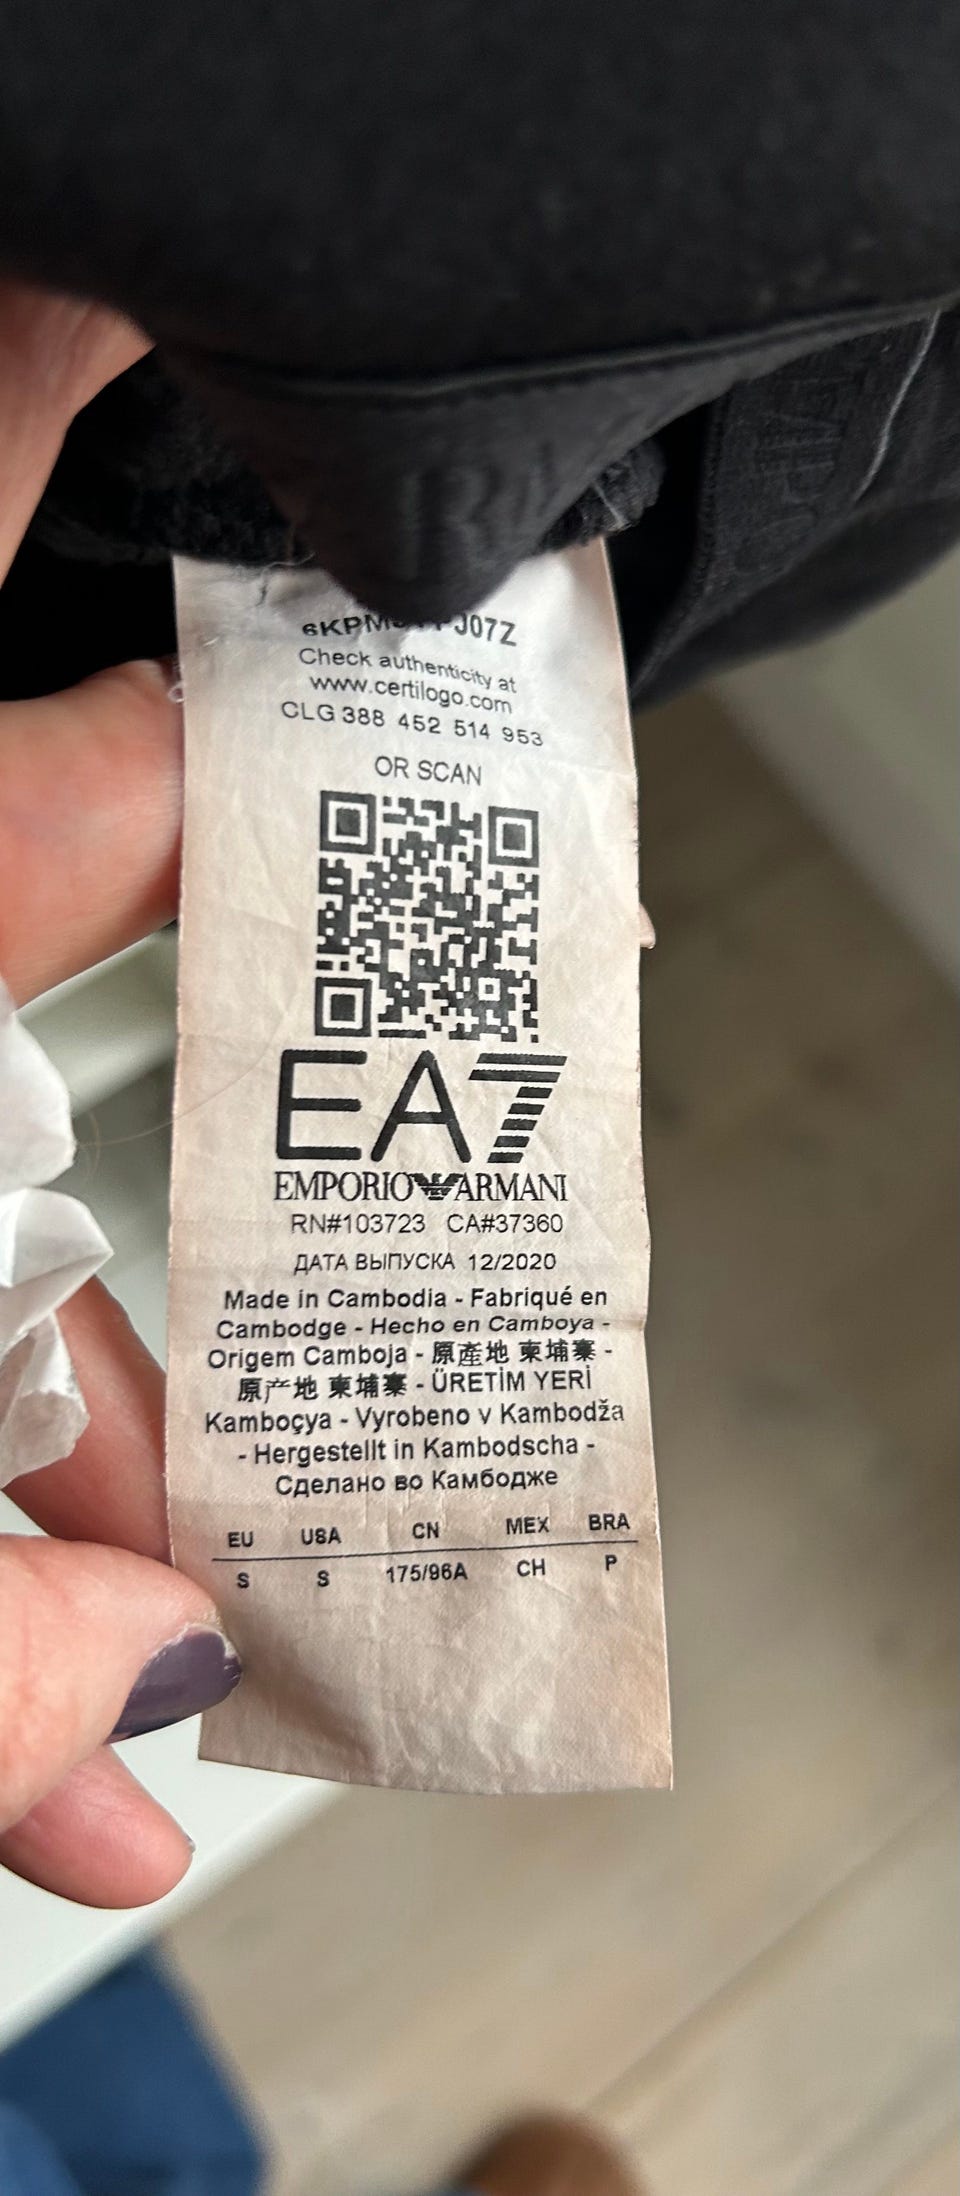 J07Z
Check authenticity at
www.certilogo.com
CLG 388 452 514 953
OR SCAN
EA7
EMPORIO ARMANI
RN#103723 CA#37360
ДАТА ВЫПУСКА 12/2020
Made in Cambodia - Fabriqué en
Cambodge - Hecho en Camboya -
Origem Camboja - 原產地 柬埔寨 -
原产地 柬埔寨 - ÜRETİM YERİ
Kamboçya - Vyrobeno v Kambodža
- Hergestellt in Kambodscha -
Сделано во Камбодже
EU USA CN MEX BRA
S S 175/96A CH P